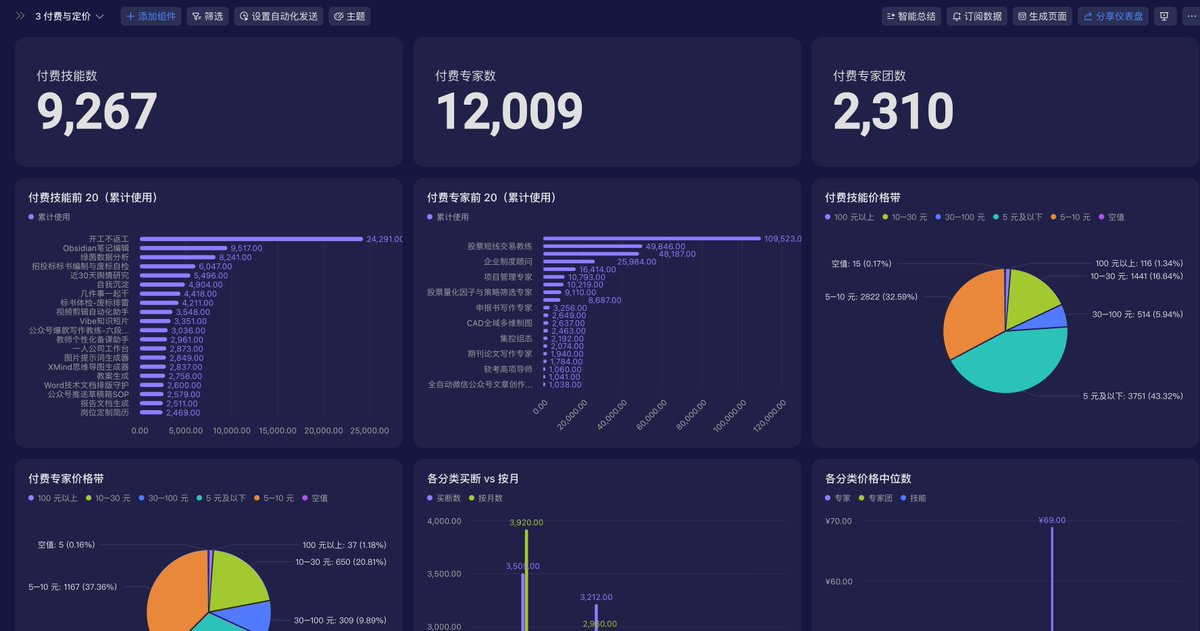 3 付费与定价
添加组件
筛选
设置自动化发送
主题
智能总结
订阅数据
生成页面
分享仪表盘
付费技能数
9,267
付费专家数
12,009
付费专家团数
2,310
付费技能前 20（累计使用）
累计使用
开工不返工 24,291.00
Obsidian笔记编辑 9,517.00
绿茵数据分析 8,241.00
招投标标书编制与废标自检 6,047.00
近30天舆情研究 5,496.00
自我沉淀 4,904.00
几件事一起干 4,418.00
标书体检-废标排雷 4,211.00
视频剪辑自动化助手 3,548.00
Vibe知识短片 3,351.00
公众号爆款写作教练-六段... 3,036.00
教师个性化备课助手 2,961.00
一人公司工作台 2,873.00
图片提示词生成器 2,849.00
XMind思维导图生成器 2,837.00
教案生成 2,756.00
Word技术文档排版守护 2,600.00
公众号推送草稿箱SOP 2,579.00
报告文档生成 2,511.00
岗位定制简历 2,469.00
0.00 5,000.00 10,000.00 15,000.00 20,000.00 25,000.00
付费专家前 20（累计使用）
累计使用
109,523.0
股票短线交易教练 49,846.00
48,187.00
企业制度顾问 25,984.00
16,414.00
项目管理专家 10,793.00
10,219.00
股票量化因子与策略筛选专家 9,110.00
8,687.00
申报书写作专家 3,256.00
2,649.00
CAD全域多维制图 2,637.00
2,463.00
集控组态 2,192.00
2,074.00
期刊论文写作专家 1,940.00
1,784.00
软考高项导师 1,060.00
1,041.00
全自动微信公众号文章创作... 1,038.00
0.00 20,000.00 40,000.00 60,000.00 80,000.00 100,000.00 120,000.00
付费技能价格带
100 元以上 10—30 元 30—100 元 5 元及以下 5—10 元 空值
空值: 15 (0.17%)
100 元以上: 116 (1.34%)
10—30 元: 1441 (16.64%)
5—10 元: 2822 (32.59%)
30—100 元: 514 (5.94%)
5 元及以下: 3751 (43.32%)
付费专家价格带
100 元以上 10—30 元 30—100 元 5 元及以下 5—10 元 空值
空值: 5 (0.16%)
100 元以上: 37 (1.18%)
10—30 元: 650 (20.81%)
5—10 元: 1167 (37.36%)
30—100 元: 309 (9.89%)
各分类买断 vs 按月
买断数 按月数
4,000.00
3,920.00
3,500.00
3,212.00
2,960.00
3,000.00
各分类价格中位数
专家 专家团 技能
¥70.00
¥69.00
¥60.00